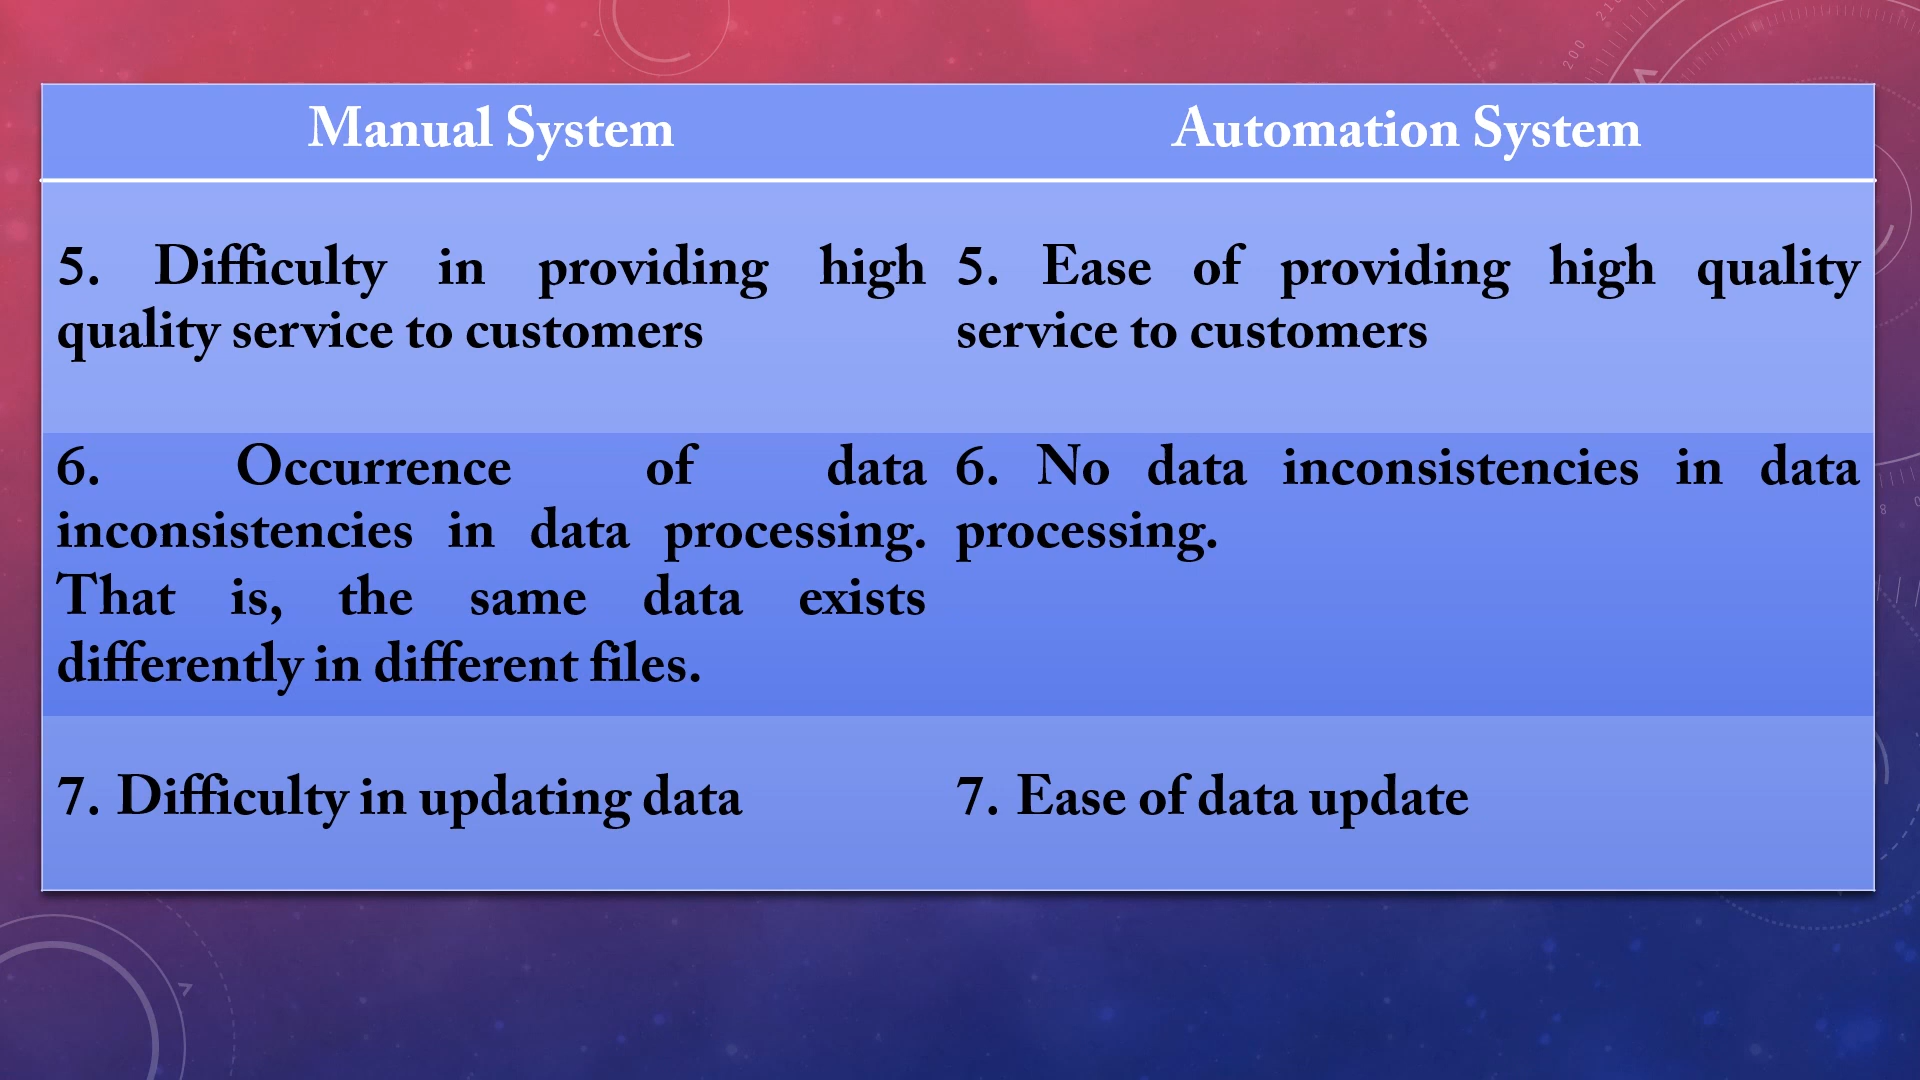 Manual System
Automation System
5. Difficulty in providing high
quality service to customers
5. Ease of providing high quality
service to customers
6. Occurrence of data
inconsistencies in data processing.
That is, the same data exists
differently in different files.
6. No data inconsistencies in data
processing.
7. Difficulty in updating data
7. Ease of data update
200